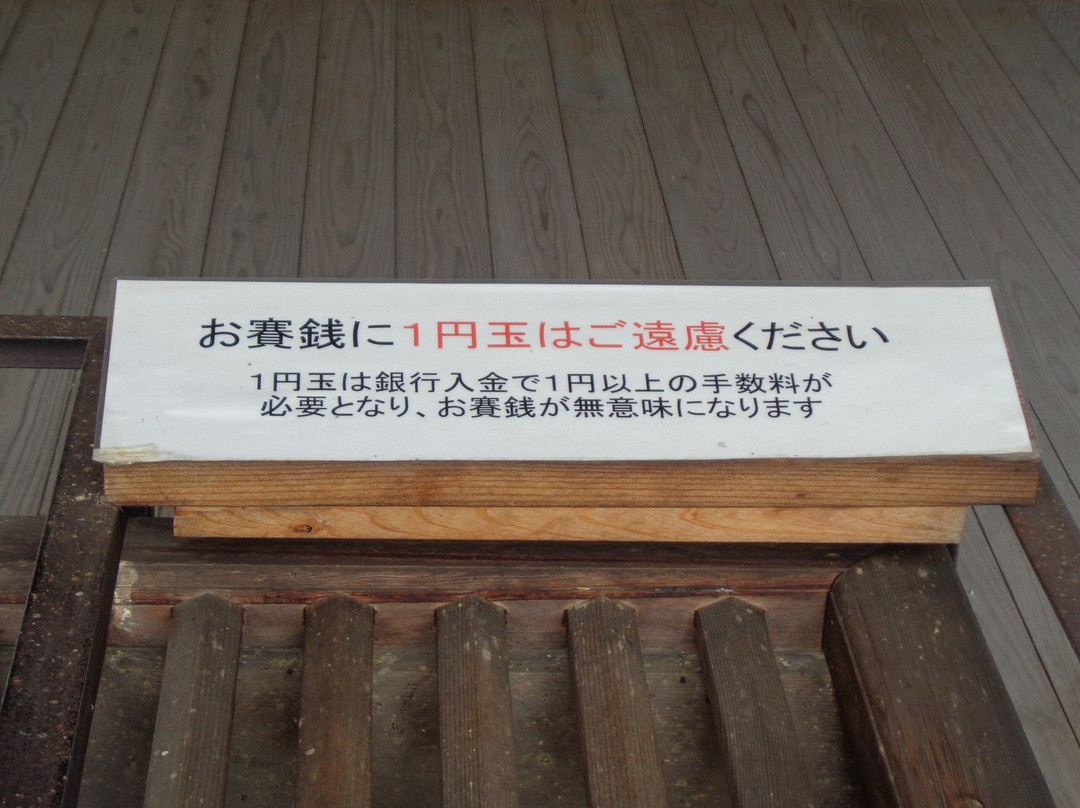 お賽銭に１円玉はご遠慮ください
１円玉は銀行入金で１円以上の手数料が
必要となり、お賽銭が無意味になります